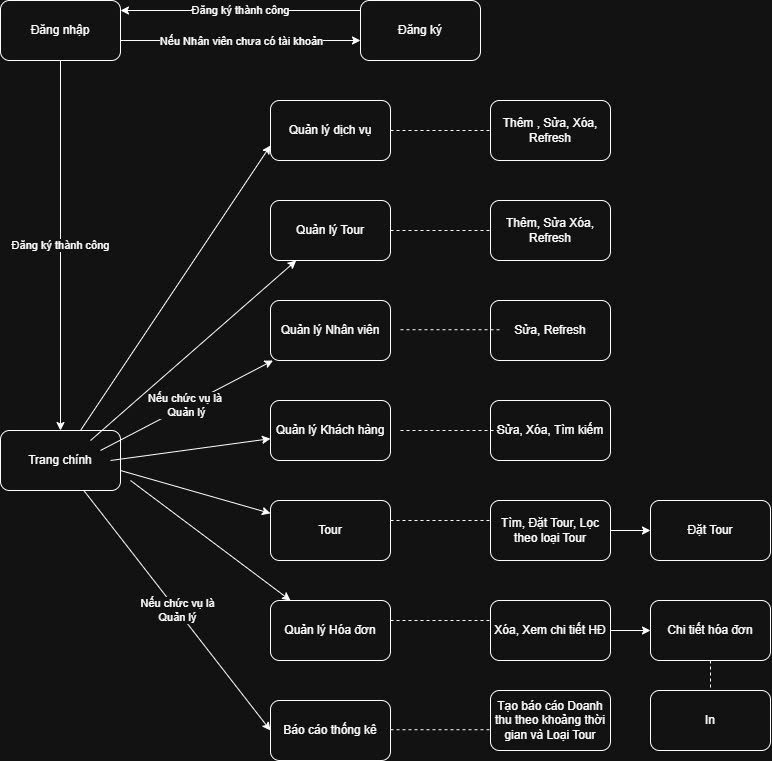 Đăng nhập
Đăng ký thành công
Nếu Nhân viên chưa có tài khoản
Đăng ký
Quản lý dịch vụ
Thêm , Sửa, Xóa,
Refresh
Quản lý Tour
Thêm, Sửa Xóa,
Refresh
Đăng ký thành công
Quản lý Nhân viên
Sửa, Refresh
Nếu chức vụ là
Quản lý
Trang chính
Quản lý Khách hàng
Sửa, Xóa, Tìm kiếm
Tour
Tìm, Đặt Tour, Lọc
theo loại Tour
Đặt Tour
Nếu chức vụ là
Quản lý
Quản lý Hóa đơn
Xóa, Xem chi tiết HĐ
Chi tiết hóa đơn
Báo cáo thống kê
Tạo báo cáo Doanh
thu theo khoảng thời
gian và Loại Tour
In